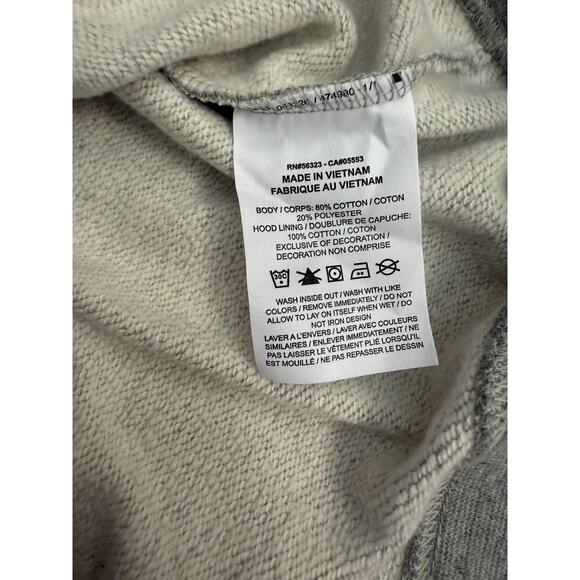 / 474980 1/1
RN#56323 - CA#05553
MADE IN VIETNAM
FABRIQUE AU VIETNAM
BODY / CORPS: 80% COTTON / COTON
20% POLYESTER
HOOD LINING / DOUBLURE DE CAPUCHE:
100% COTTON / COTON
EXCLUSIVE OF DECORATION /
DECORATION NON COMPRISE
30C
WASH INSIDE OUT / WASH WITH LIKE
COLORS / REMOVE IMMEDIATELY / DO NOT
ALLOW TO LAY ON ITSELF WHEN WET / DO
NOT IRON DESIGN
LAVER A L'ENVERS / LAVER AVEC COULEURS
SIMILAIRES / ENLEVER IMMEDIATEMENT / NE
PAS LAISSER LE VÊTEMENT PLIÉ LORSQU'IL
EST MOUILLÉ / NE PAS REPASSER LE DESSIN